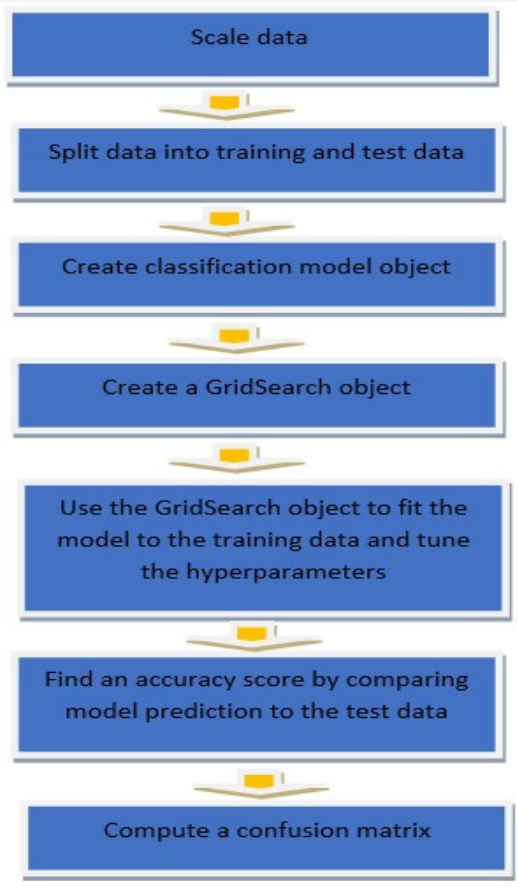 Scale data
Split data into training and test data
Create classification model object
Create a GridSearch object
Use the GridSearch object to fit the
model to the training data and tune
the hyperparameters
Find an accuracy score by comparing
model prediction to the test data
Compute a confusion matrix